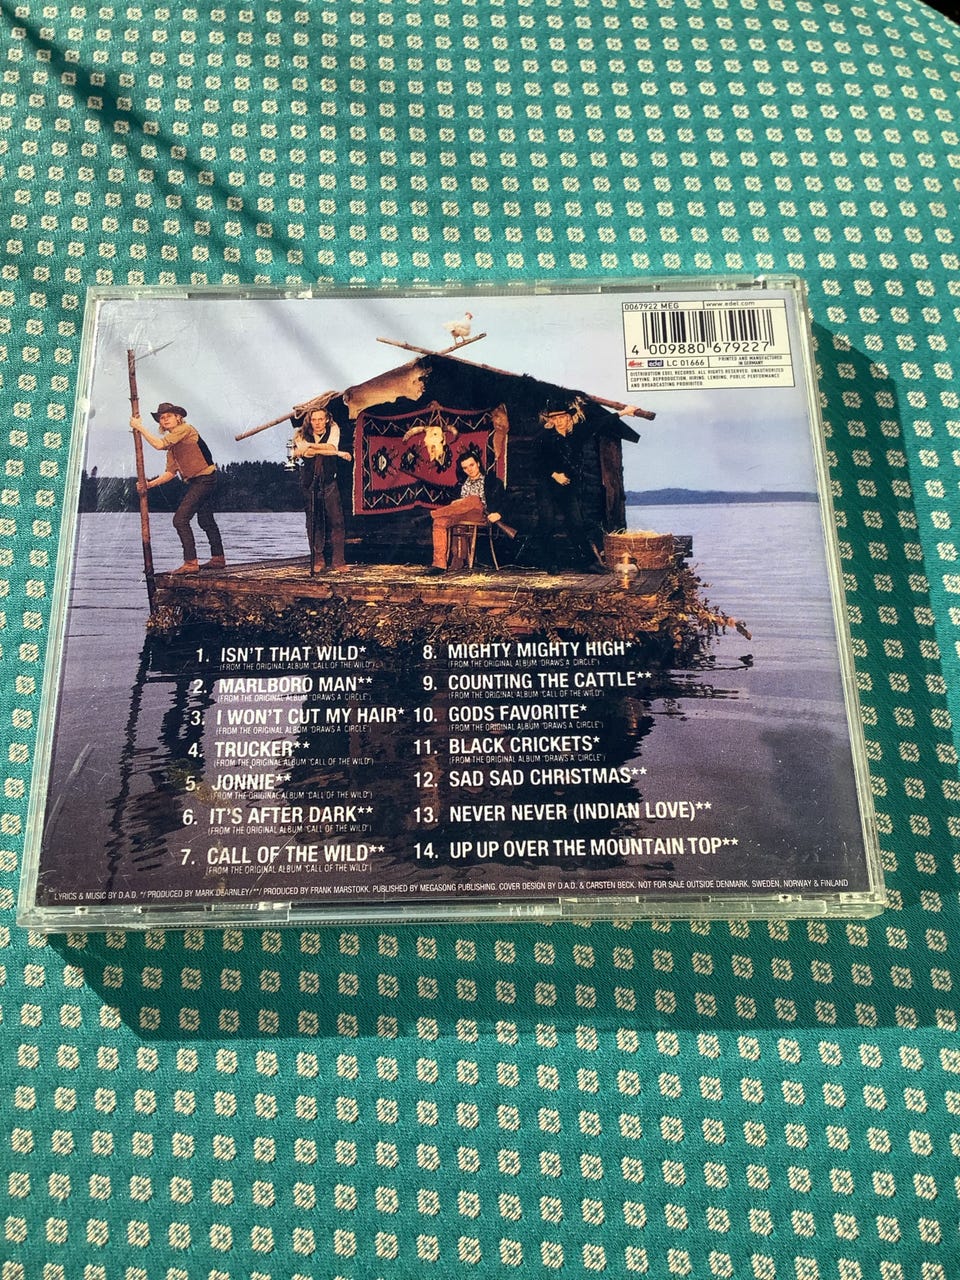 0067922 MEG
www.edel.com
4 009880 679227
edel
LC 01666
PRINTED AND MANUFACTURED
IN GERMANY
DISTRIBUTION EDEL RECORDS. ALL RIGHTS RESERVED. UNAUTHORIZED
COPYING, REPRODUCTION, HIRING, LENDING, PUBLIC PERFORMANCE
AND BROADCASTING PROHIBITED.
1. ISN'T THAT WILD*
(FROM THE ORIGINAL ALBUM "CALL OF THE WILD")
2. MARLBORO MAN**
(FROM THE ORIGINAL ALBUM "DRAWS A CIRCLE")
3. I WON'T CUT MY HAIR*
(FROM THE ORIGINAL ALBUM "DRAWS A CIRCLE")
4. TRUCKER**
(FROM THE ORIGINAL ALBUM "CALL OF THE WILD")
5. JONNIE**
(FROM THE ORIGINAL ALBUM "CALL OF THE WILD")
6. IT'S AFTER DARK**
(FROM THE ORIGINAL ALBUM "CALL OF THE WILD")
7. CALL OF THE WILD**
(FROM THE ORIGINAL ALBUM "CALL OF THE WILD")
8. MIGHTY MIGHTY HIGH*
(FROM THE ORIGINAL ALBUM "DRAWS A CIRCLE")
9. COUNTING THE CATTLE**
(FROM THE ORIGINAL ALBUM "CALL OF THE WILD")
10. GODS FAVORITE*
(FROM THE ORIGINAL ALBUM "DRAWS A CIRCLE")
11. BLACK CRICKETS*
(FROM THE ORIGINAL ALBUM "DRAWS A CIRCLE")
12. SAD SAD CHRISTMAS**
13. NEVER NEVER (INDIAN LOVE)**
14. UP UP OVER THE MOUNTAIN TOP**
LYRICS & MUSIC BY D.A.D. */ PRODUCED BY MARK DEARNLEY/ **/ PRODUCED BY FRANK MARSTOKK. PUBLISHED BY MEGASONG PUBLISHING. COVER DESIGN BY D.A.D. & CARSTEN BECK. NOT FOR SALE OUTSIDE DENMARK, SWEDEN, NORWAY & FINLAND